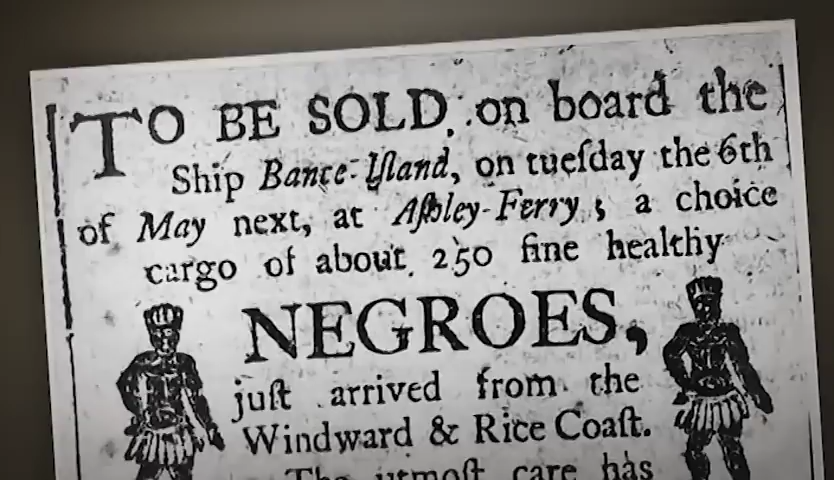 TO BE SOLD, on board the
Ship Bance-Iſland, on tueſday the 6th
of May next, at Aſhley-Ferry; a choice
cargo of about 250 fine healthy
NEGROES,
juſt arrived from the
Windward & Rice Coaſt.
The utmoſt care has